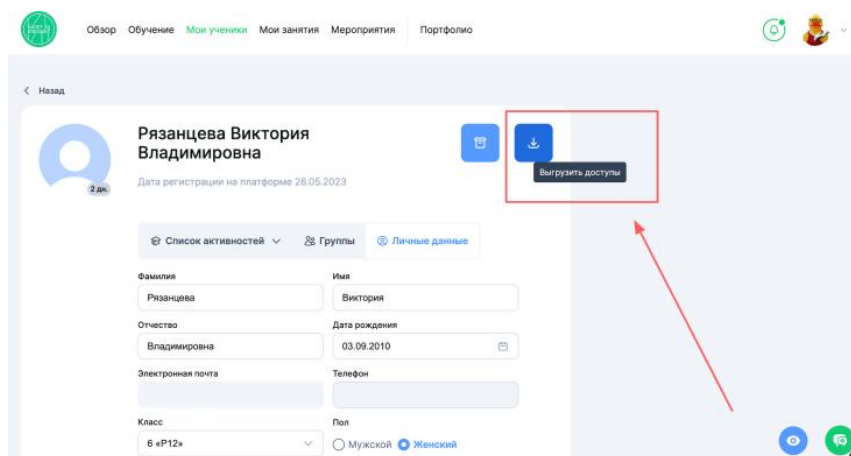 Обзор Обучение Мои ученики Мои занятия Мероприятия Портфолио
Назад
Рязанцева Виктория
Владимировна
2 дн.
Дата регистрации на платформе 26.05.2023
Выгрузить доступы
Список активностей Группы Личные данные
Фамилия Имя
Рязанцева Виктория
Отчество Дата рождения
Владимировна 03.09.2010
Электронная почта Телефон
Класс Пол
6 «Р12» Мужской Женский